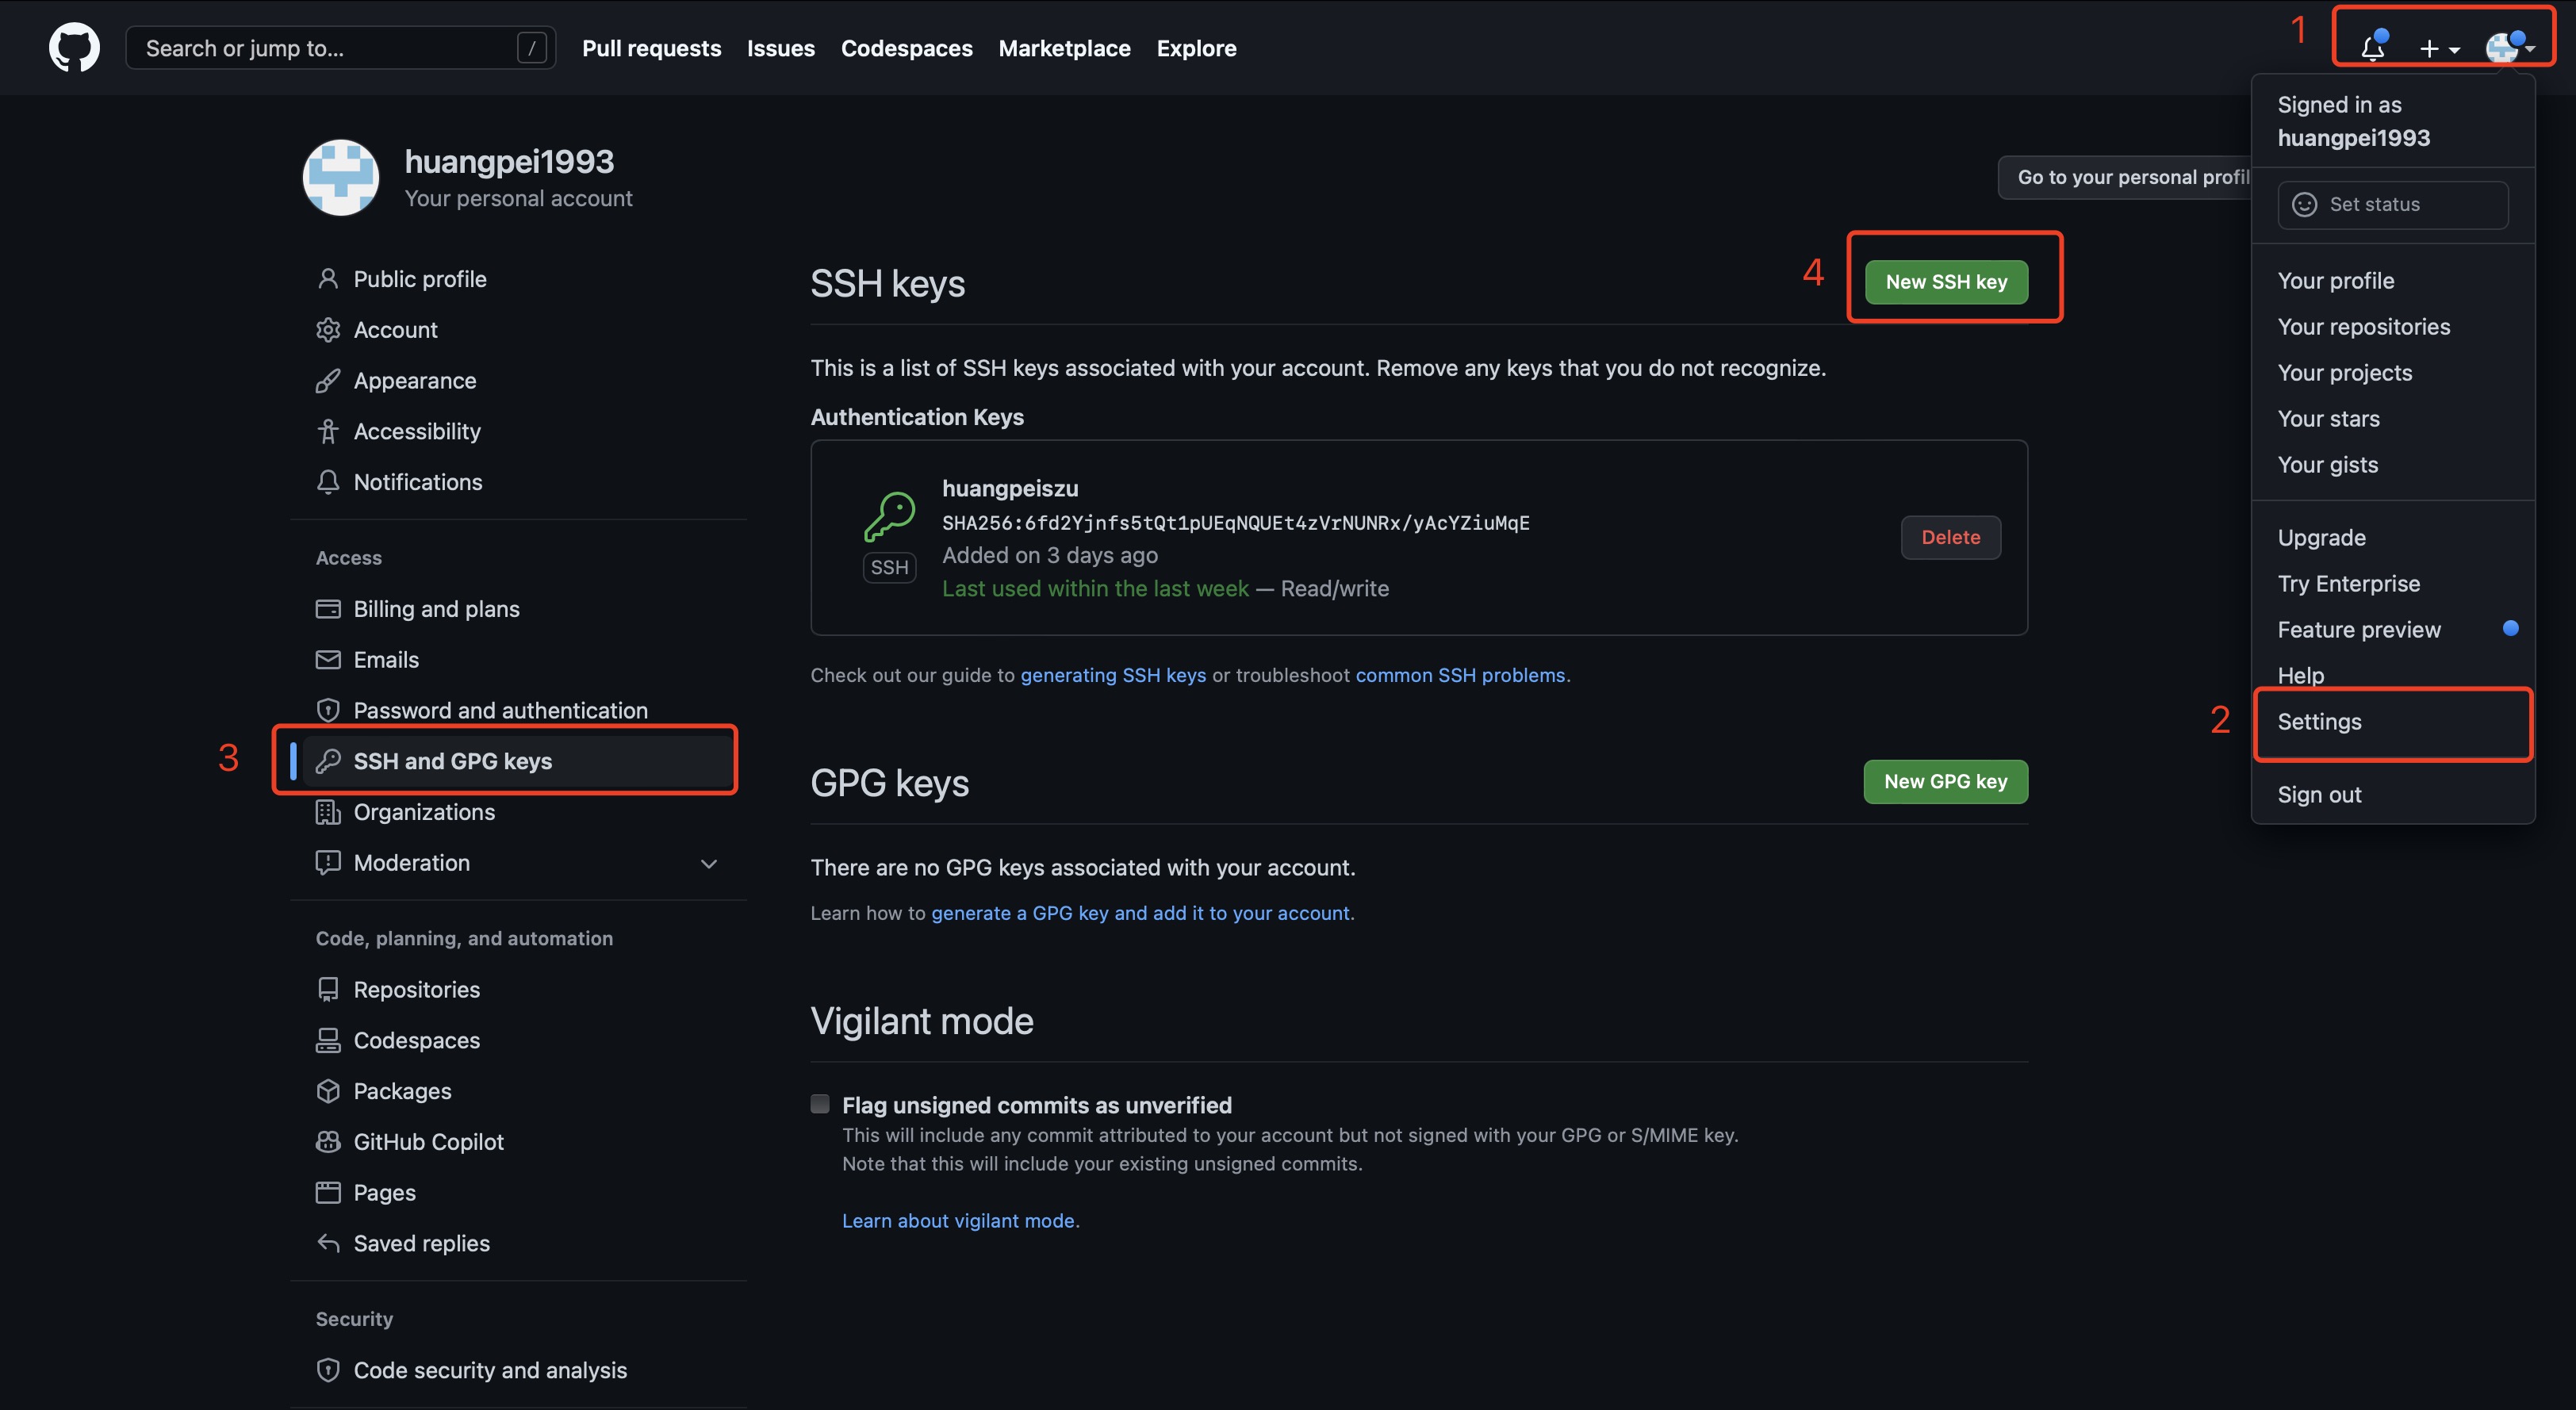 Search or jump to...
/
Pull requests
Issues
Codespaces
Marketplace
Explore
1
Signed in as
huangpei1993
Set status
Your profile
Your repositories
Your projects
Your stars
Your gists
Upgrade
Try Enterprise
Feature preview
Help
2
Settings
Sign out
huangpei1993
Your personal account
Go to your personal profil
Public profile
Account
Appearance
Accessibility
Notifications
Access
Billing and plans
Emails
Password and authentication
3
SSH and GPG keys
Organizations
Moderation
Code, planning, and automation
Repositories
Codespaces
Packages
GitHub Copilot
Pages
Saved replies
Security
Code security and analysis
SSH keys
4
New SSH key
This is a list of SSH keys associated with your account. Remove any keys that you do not recognize.
Authentication Keys
huangpeiszu
SHA256:6fd2Yjnfs5tQt1pUEqNQUEt4zVrNUNRx/yAcYZiuMqE
Added on 3 days ago
Last used within the last week — Read/write
SSH
Delete
Check out our guide to generating SSH keys or troubleshoot common SSH problems.
GPG keys
New GPG key
There are no GPG keys associated with your account.
Learn how to generate a GPG key and add it to your account.
Vigilant mode
Flag unsigned commits as unverified
This will include any commit attributed to your account but not signed with your GPG or S/MIME key.
Note that this will include your existing unsigned commits.
Learn about vigilant mode.